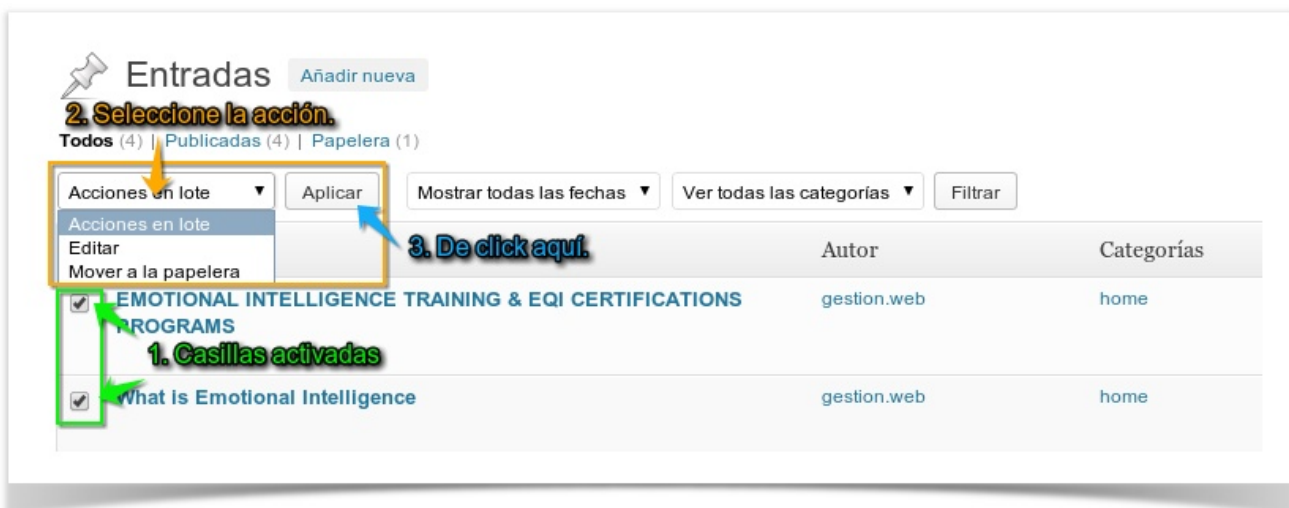 Entradas Añadir nueva
2. Seleccione la acción.
Todos (4) | Publicadas (4) | Papelera (1)
Acciones en lote Aplicar Mostrar todas las fechas Ver todas las categorías Filtrar
Acciones en lote
Editar
Mover a la papelera
3. De click aquí.
Autor Categorías
EMOTIONAL INTELLIGENCE TRAINING & EQI CERTIFICATIONS gestion.web home
PROGRAMS
1. Casillas activadas
What is Emotional Intelligence gestion.web home